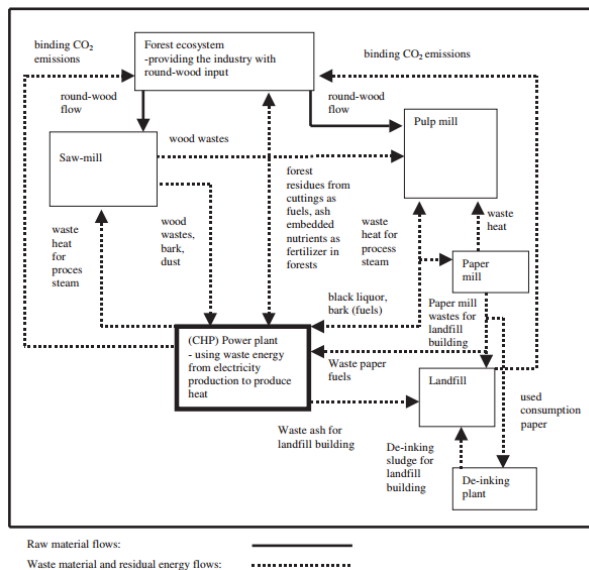 binding CO2
emissions
Forest ecosystem
-providing the industry with
round-wood input
binding CO2 emissions
round-wood
flow
round-wood
flow
Pulp mill
wood wastes
Saw-mill
forest
residues from
cuttings as
fuels, ash
embedded
nutrients as
fertilizer in
forests
waste
heat for
process
steam
waste
heat
waste
heat
for
proces
steam
wood
wastes,
bark,
dust
Paper
mill
black liquor,
bark (fuels)
Paper mill
wastes for
landfill
building
(CHP) Power plant
- using waste energy
from electricity
production to produce
heat
Waste paper
fuels
Landfill
used
consumption
paper
Waste ash for
landfill building
De-inking
sludge for
landfill
building
De-inking
plant
Raw material flows:
Waste material and residual energy flows: